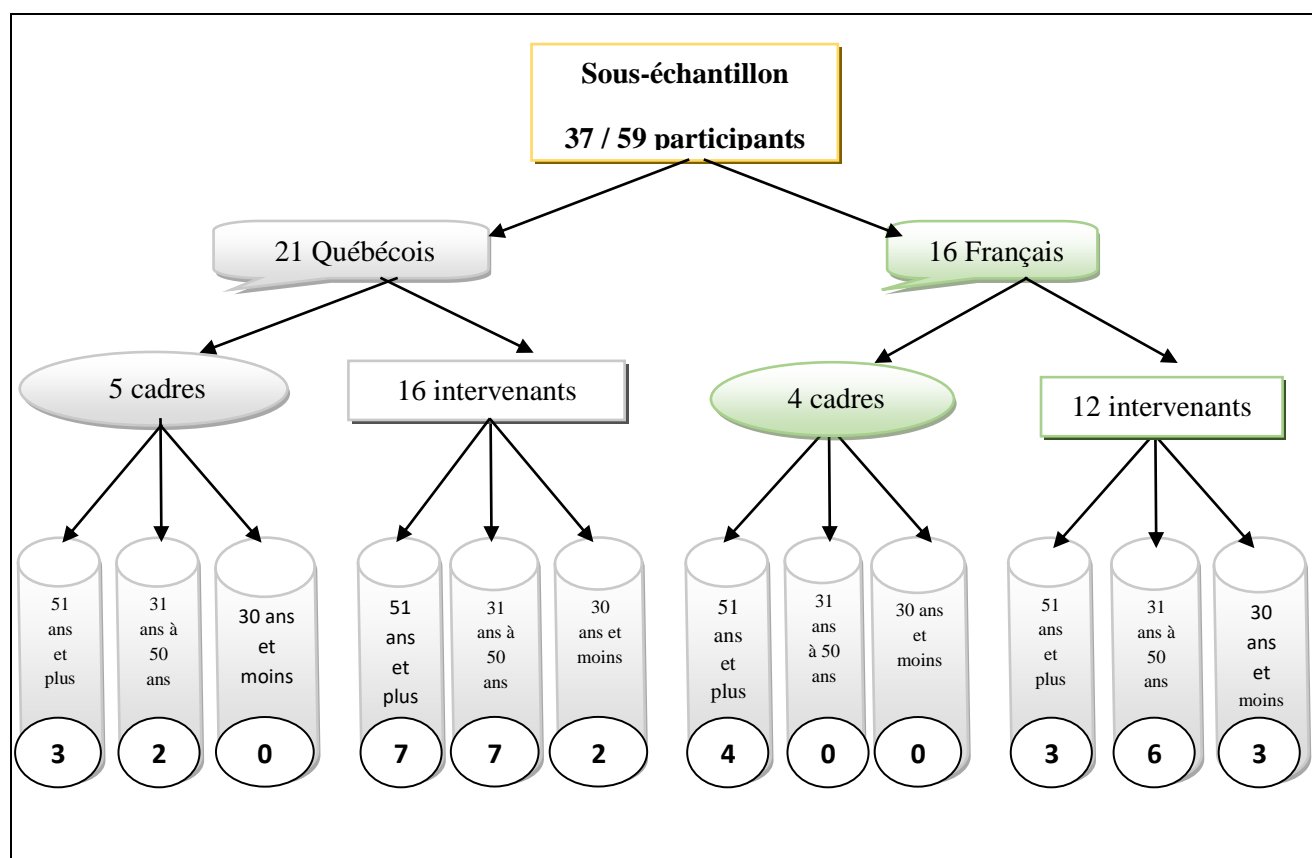 Sous-échantillon
37 / 59 participants
21 Québécois
16 Français
5 cadres
16 intervenants
4 cadres
12 intervenants
51
ans
et
plus
31
ans à
50
ans
30 ans
et
moins
51
ans
et
plus
31
ans à
50
ans
30
ans et
moins
51
ans
et
plus
31
ans
à 50
ans
30 ans
et
moins
51
ans
et
plus
31
ans à
50
ans
30
ans
et
moins
3
2
0
7
7
2
4
0
0
3
6
3